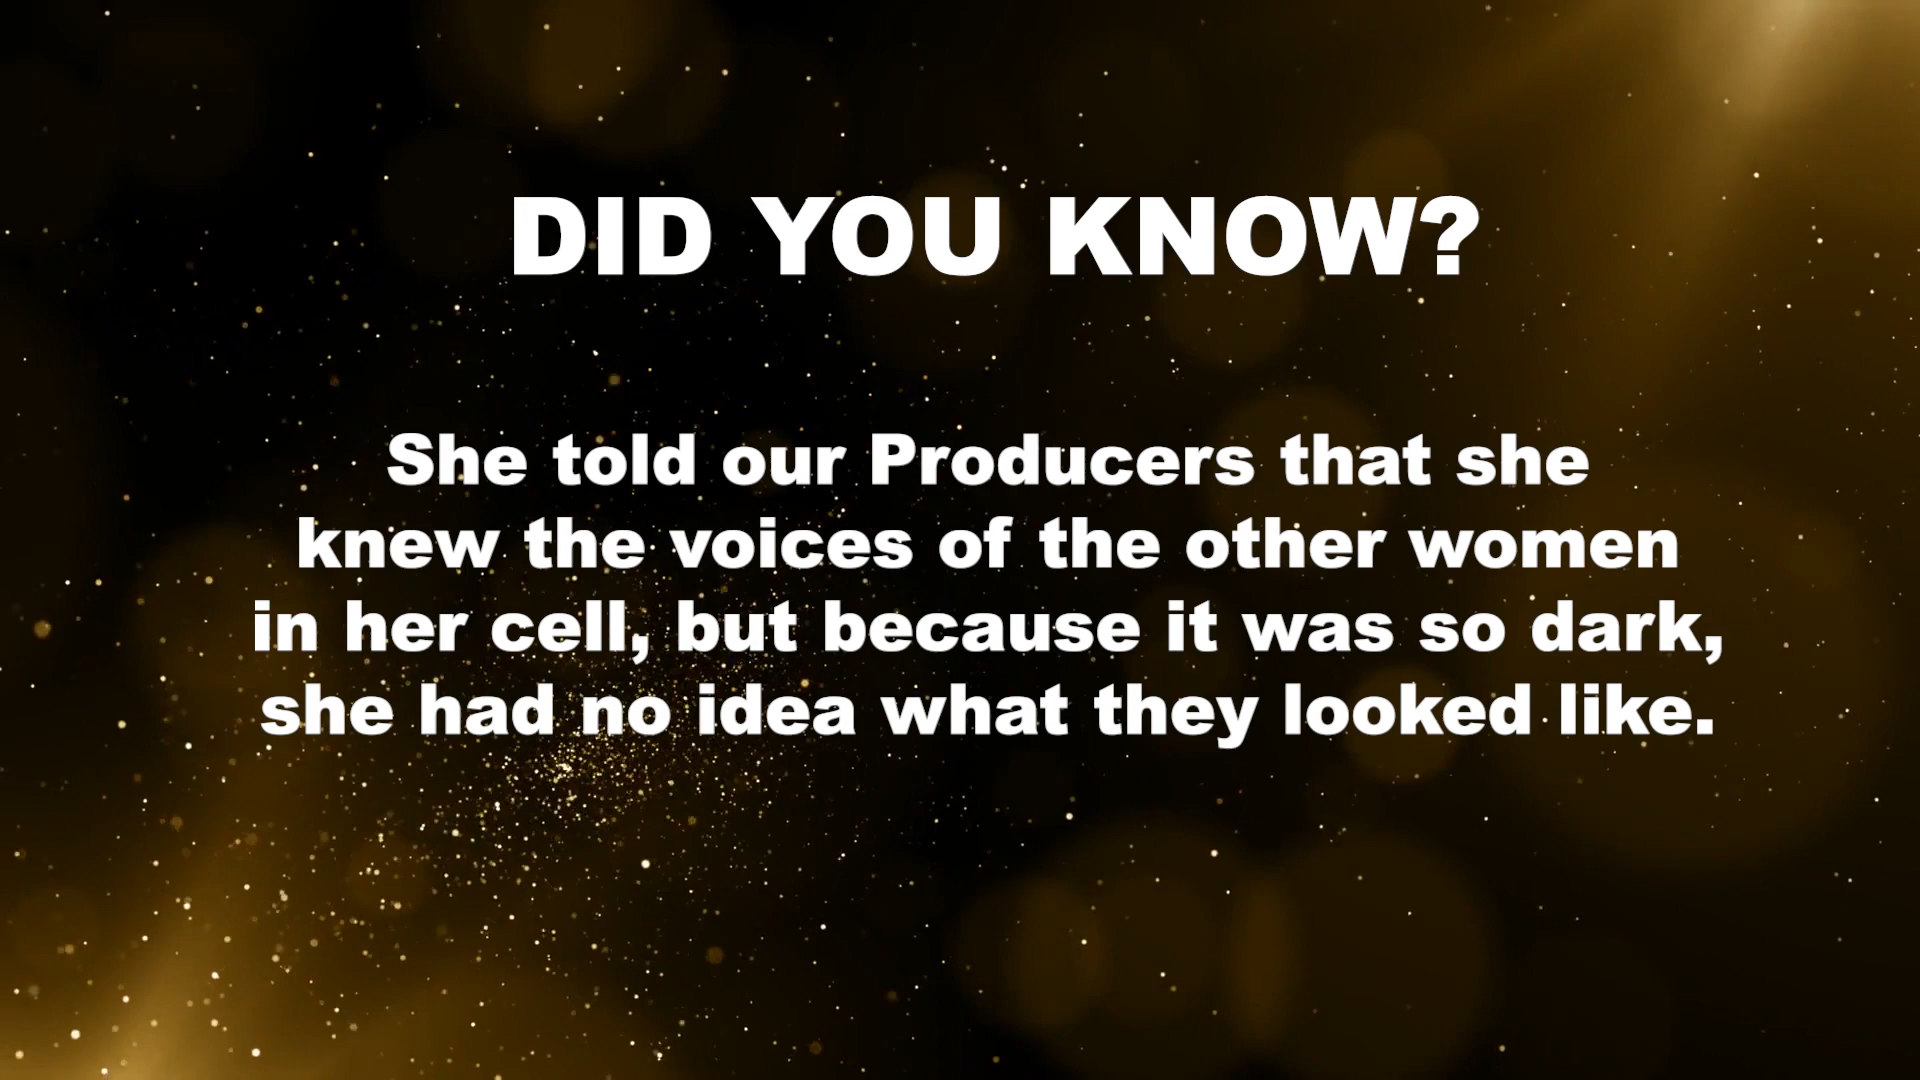 DID YOU KNOW?
She told our Producers that she
knew the voices of the other women
in her cell, but because it was so dark,
she had no idea what they looked like.